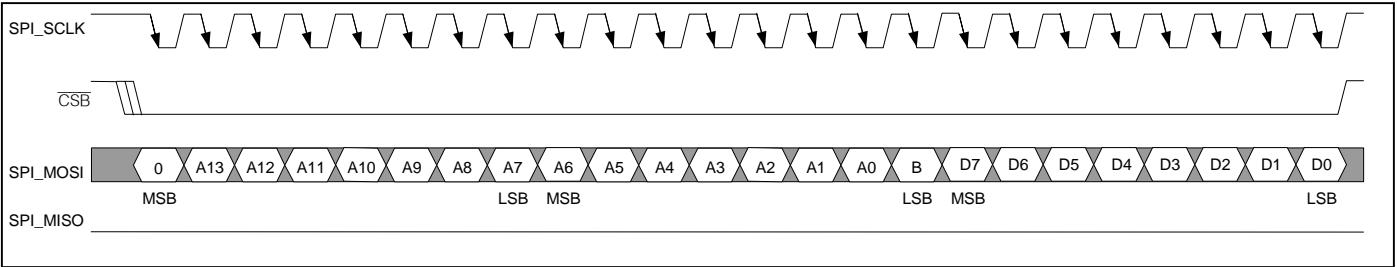 SPI_SCLK
CSB
SPI_MOSI 0 A13 A12 A11 A10 A9 A8 A7 A6 A5 A4 A3 A2 A1 A0 B D7 D6 D5 D4 D3 D2 D1 D0
MSB LSB MSB LSB MSB LSB
SPI_MISO